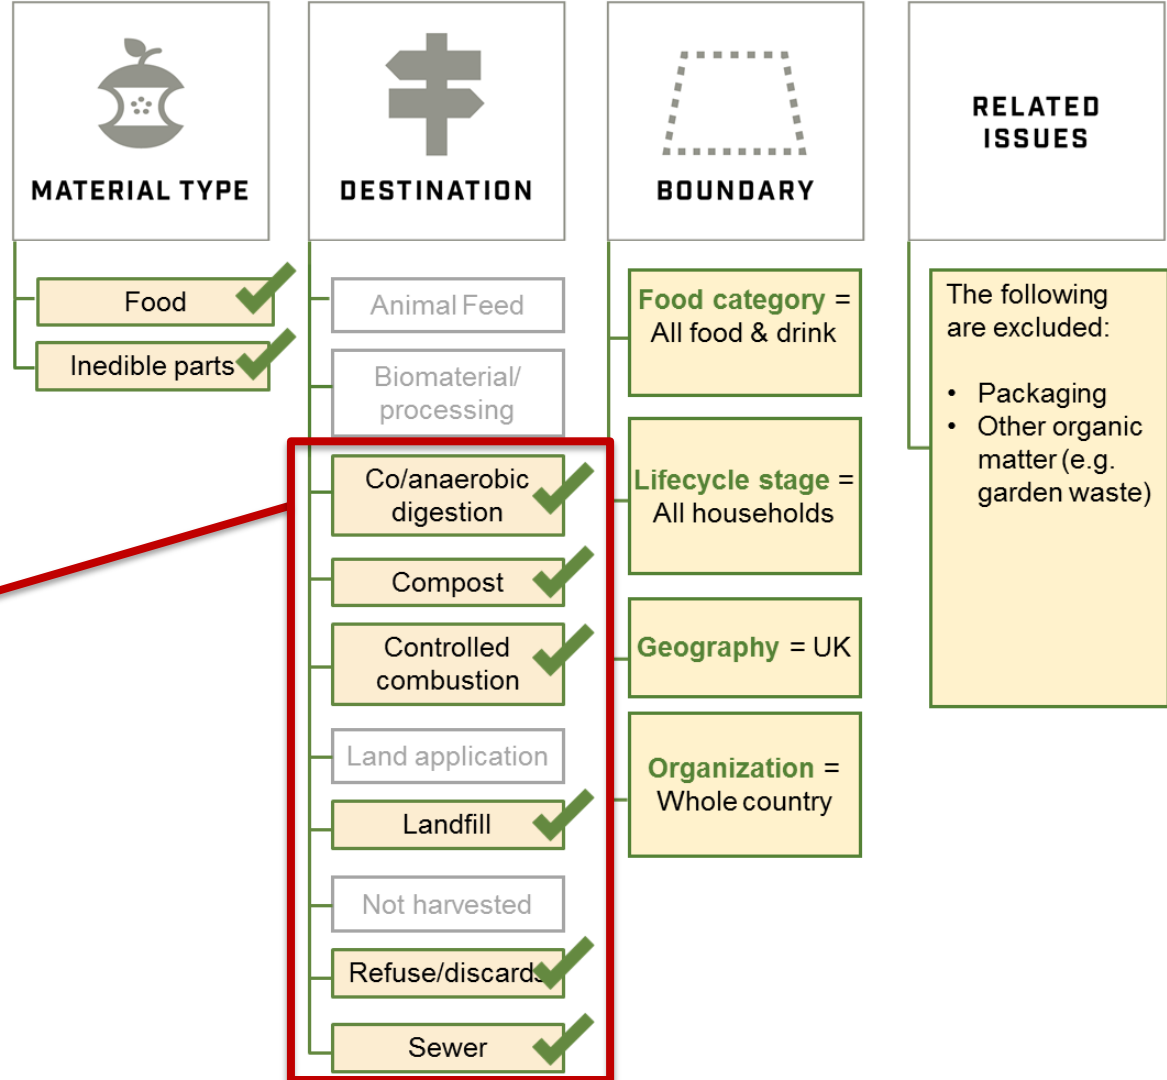 MATERIAL TYPE
Food
Inedible parts
DESTINATION
Animal Feed
Biomaterial/
processing
Co/anaerobic
digestion
Compost
Controlled
combustion
Land application
Landfill
Not harvested
Refuse/discards
Sewer
BOUNDARY
Food category =
All food & drink
Lifecycle stage =
All households
Geography = UK
Organization =
Whole country
RELATED
ISSUES
The following
are excluded:
• Packaging
• Other organic
matter (e.g.
garden waste)